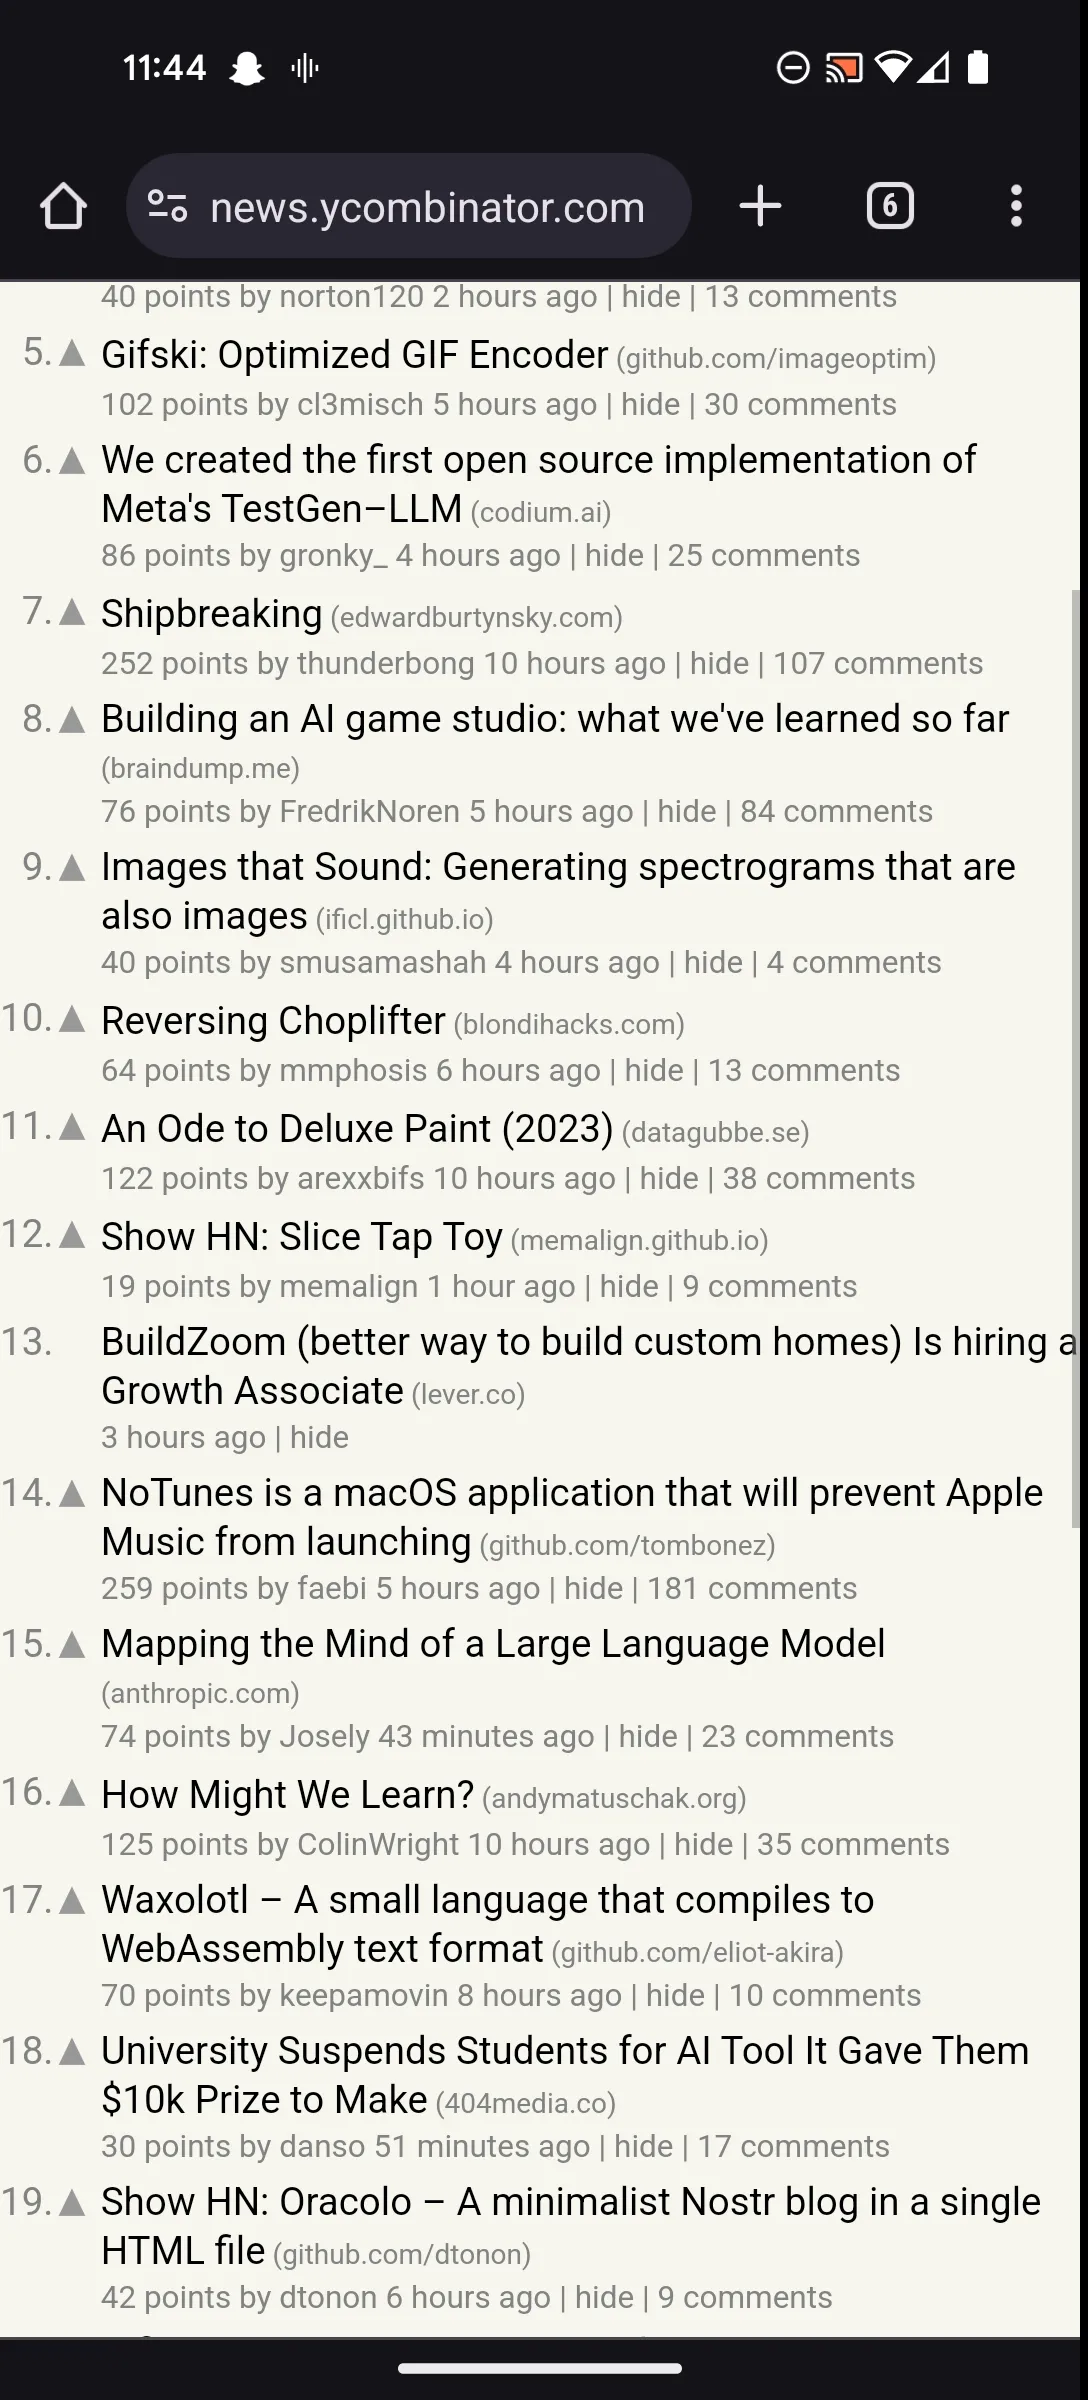 11:44
news.ycombinator.com
6
40 points by norton120 2 hours ago | hide | 13 comments
5. Gifski: Optimized GIF Encoder (github.com/imageoptim)
102 points by cl3misch 5 hours ago | hide | 30 comments
6. We created the first open source implementation of
Meta's TestGen–LLM (codium.ai)
86 points by gronky_ 4 hours ago | hide | 25 comments
7. Shipbreaking (edwardburtynsky.com)
252 points by thunderbong 10 hours ago | hide | 107 comments
8. Building an AI game studio: what we've learned so far
(braindump.me)
76 points by FredrikNoren 5 hours ago | hide | 84 comments
9. Images that Sound: Generating spectrograms that are
also images (ificl.github.io)
40 points by smusamashah 4 hours ago | hide | 4 comments
10. Reversing Choplifter (blondihacks.com)
64 points by mmphosis 6 hours ago | hide | 13 comments
11. An Ode to Deluxe Paint (2023) (datagubbe.se)
122 points by arexxbifs 10 hours ago | hide | 38 comments
12. Show HN: Slice Tap Toy (memalign.github.io)
19 points by memalign 1 hour ago | hide | 9 comments
13. BuildZoom (better way to build custom homes) Is hiring a
Growth Associate (lever.co)
3 hours ago | hide
14. NoTunes is a macOS application that will prevent Apple
Music from launching (github.com/tombonez)
259 points by faebi 5 hours ago | hide | 181 comments
15. Mapping the Mind of a Large Language Model
(anthropic.com)
74 points by Josely 43 minutes ago | hide | 23 comments
16. How Might We Learn? (andymatuschak.org)
125 points by ColinWright 10 hours ago | hide | 35 comments
17. Waxolotl – A small language that compiles to
WebAssembly text format (github.com/eliot-akira)
70 points by keepamovin 8 hours ago | hide | 10 comments
18. University Suspends Students for AI Tool It Gave Them
$10k Prize to Make (404media.co)
30 points by danso 51 minutes ago | hide | 17 comments
19. Show HN: Oracolo – A minimalist Nostr blog in a single
HTML file (github.com/dtonon)
42 points by dtonon 6 hours ago | hide | 9 comments